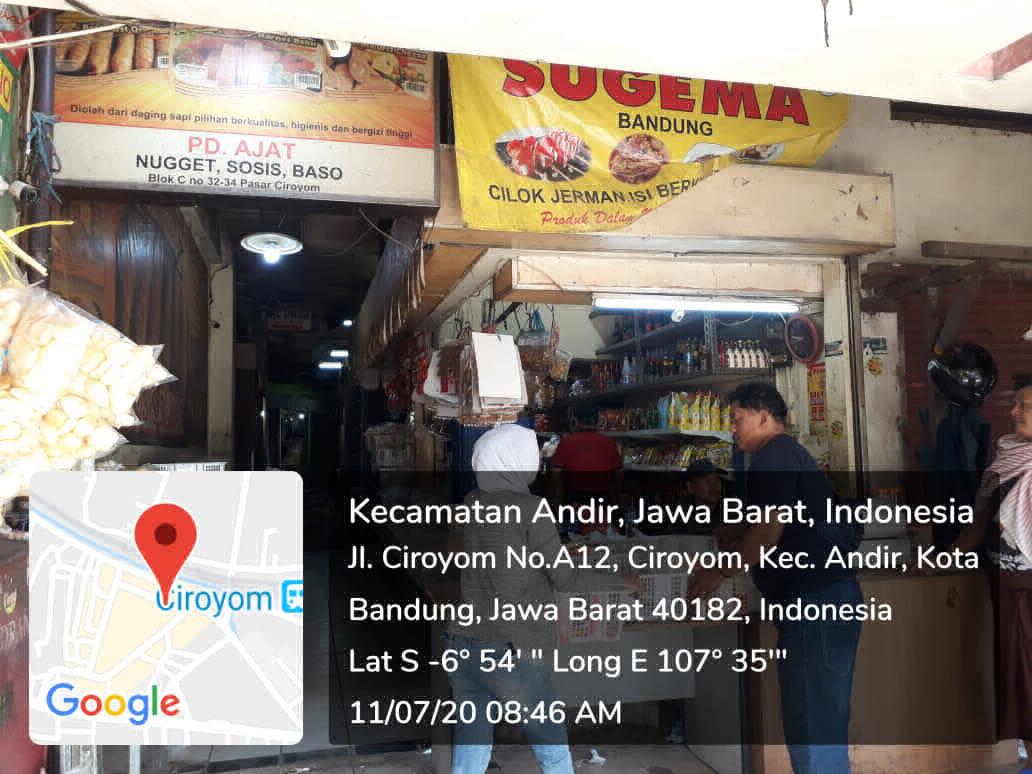 Diolah dari daging sapi pilihan berkualitas, higienis dan bergizi tinggi
PD. AJAT
NUGGET, SOSIS, BASO
Blok C no 32-34 Pasar Ciroyom
SUGEMA
BANDUNG
CILOK JERMAN ISI
Produk
Ciroyom
Google
Kecamatan Andir, Jawa Barat, Indonesia
Jl. Ciroyom No.A12, Ciroyom, Kec. Andir, Kota
Bandung, Jawa Barat 40182, Indonesia
Lat S -6° 54' " Long E 107° 35'"
11/07/20 08:46 AM